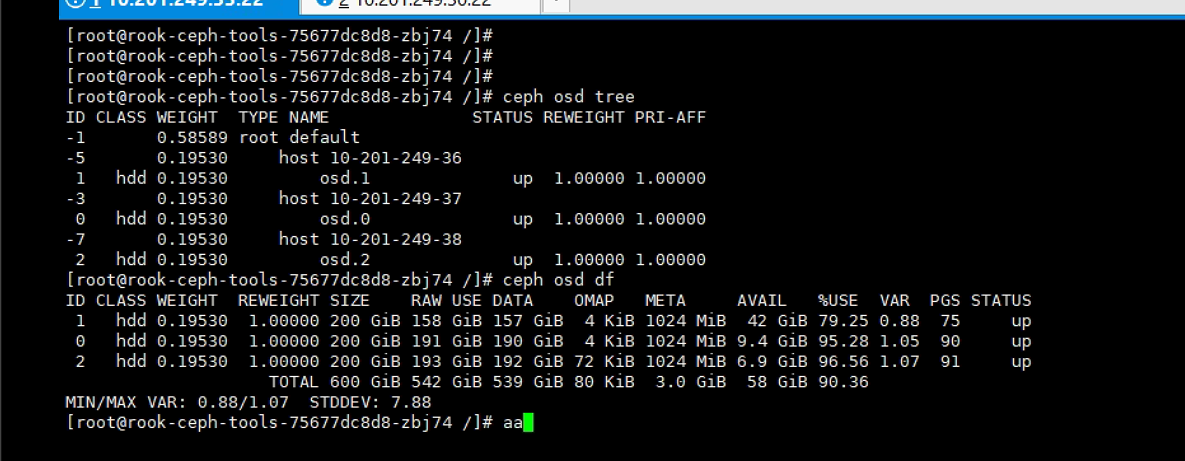 1 10.201.249.35:22 2 10.201.249.36:22
[root@rook-ceph-tools-75677dc8d8-zbj74 /]#
[root@rook-ceph-tools-75677dc8d8-zbj74 /]#
[root@rook-ceph-tools-75677dc8d8-zbj74 /]#
[root@rook-ceph-tools-75677dc8d8-zbj74 /]# ceph osd tree
ID CLASS WEIGHT  TYPE NAME              STATUS REWEIGHT PRI-AFF
-1       0.58589 root default
-5       0.19530     host 10-201-249-36
 1   hdd 0.19530         osd.1              up  1.00000 1.00000
-3       0.19530     host 10-201-249-37
 0   hdd 0.19530         osd.0              up  1.00000 1.00000
-7       0.19530     host 10-201-249-38
 2   hdd 0.19530         osd.2              up  1.00000 1.00000
[root@rook-ceph-tools-75677dc8d8-zbj74 /]# ceph osd df
ID CLASS WEIGHT  REWEIGHT SIZE    RAW USE DATA    OMAP   META     AVAIL   %USE  VAR  PGS STATUS
 1   hdd 0.19530  1.00000 200 GiB 158 GiB 157 GiB  4 KiB 1024 MiB  42 GiB 79.25 0.88  75     up
 0   hdd 0.19530  1.00000 200 GiB 191 GiB 190 GiB  4 KiB 1024 MiB 9.4 GiB 95.28 1.05  90     up
 2   hdd 0.19530  1.00000 200 GiB 193 GiB 192 GiB 72 KiB 1024 MiB 6.9 GiB 96.56 1.07  91     up
                    TOTAL 600 GiB 542 GiB 539 GiB 80 KiB  3.0 GiB  58 GiB 90.36
MIN/MAX VAR: 0.88/1.07  STDDEV: 7.88
[root@rook-ceph-tools-75677dc8d8-zbj74 /]# aa